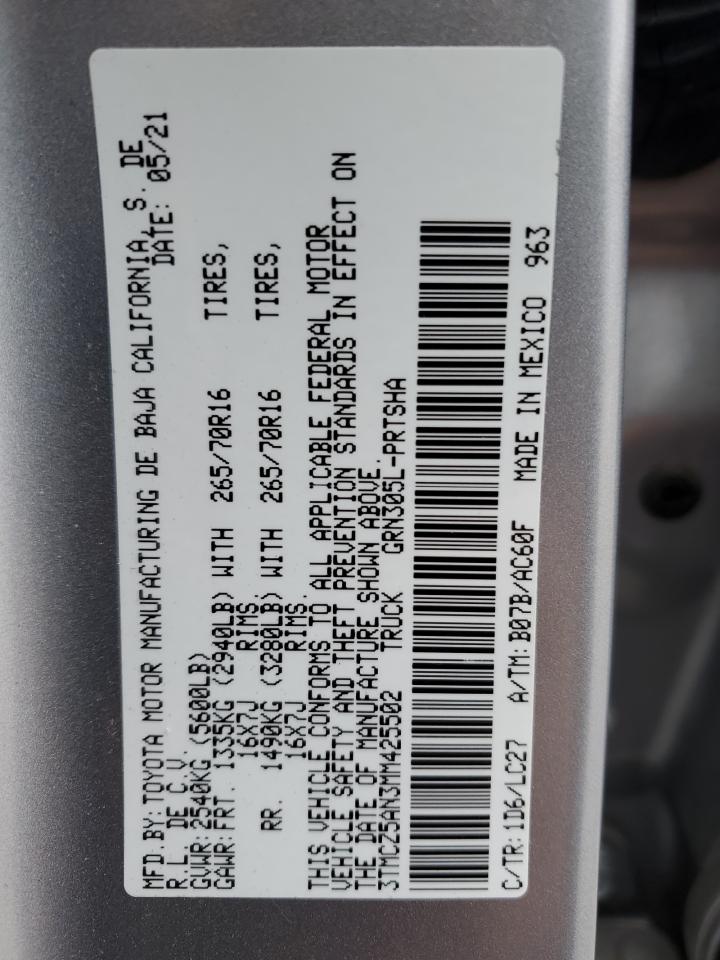 MFD.BY: TOYOTA MOTOR MANUFACTURING DE BAJA CALIFORNIA, S. DE
R.L. DE C.V. DATE: 05/21
GVWR: 2540KG (5600LB)
GAWR: FRT. 1335KG (2940LB) WITH 265/70R16 TIRES,
16X7J RIMS.
RR. 1490KG (3280LB) WITH 265/70R16 TIRES,
16X7J RIMS.
THIS VEHICLE CONFORMS TO ALL APPLICABLE FEDERAL MOTOR
VEHICLE SAFETY AND THEFT PREVENTION STANDARDS IN EFFECT ON
THE DATE OF MANUFACTURE SHOWN ABOVE.
3TMCZ5AN3MM425502 TRUCK GRN305L-PRTSHA
C/TR: 1D6/LC27 A/TM: B07B/AC60F MADE IN MEXICO 963